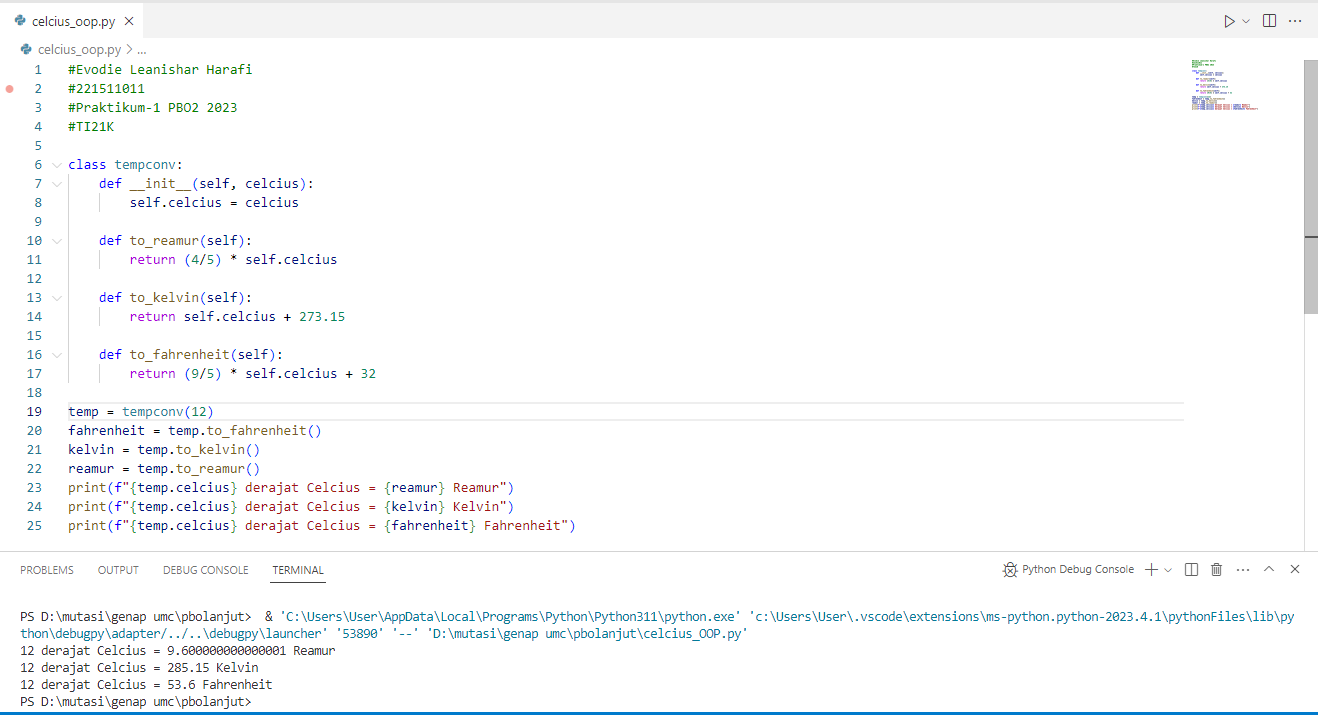 celcius_oop.py
celcius_oop.py > ...
1 #Evodie Leanishar Harafi
2 #221511011
3 #Praktikum-1 PBO2 2023
4 #TI21K
5
6 class tempconv:
7     def __init__(self, celcius):
8         self.celcius = celcius
9
10     def to_reamur(self):
11         return (4/5) * self.celcius
12
13     def to_kelvin(self):
14         return self.celcius + 273.15
15
16     def to_fahrenheit(self):
17         return (9/5) * self.celcius + 32
18
19 temp = tempconv(12)
20 fahrenheit = temp.to_fahrenheit()
21 kelvin = temp.to_kelvin()
22 reamur = temp.to_reamur()
23 print(f"{temp.celcius} derajat Celcius = {reamur} Reamur")
24 print(f"{temp.celcius} derajat Celcius = {kelvin} Kelvin")
25 print(f"{temp.celcius} derajat Celcius = {fahrenheit} Fahrenheit")
PROBLEMS OUTPUT DEBUG CONSOLE TERMINAL Python Debug Console
PS D:\mutasi\genap umc\pbolanjut>  & 'C:\Users\User\AppData\Local\Programs\Python\Python311\python.exe' 'c:\Users\User\.vscode\extensions\ms-python.python-2023.4.1\pythonFiles\lib\py
thon\debugpy\adapter/../..\debugpy\launcher' '53890' '--' 'D:\mutasi\genap umc\pbolanjut\celcius_OOP.py'
12 derajat Celcius = 9.600000000000001 Reamur
12 derajat Celcius = 285.15 Kelvin
12 derajat Celcius = 53.6 Fahrenheit
PS D:\mutasi\genap umc\pbolanjut>